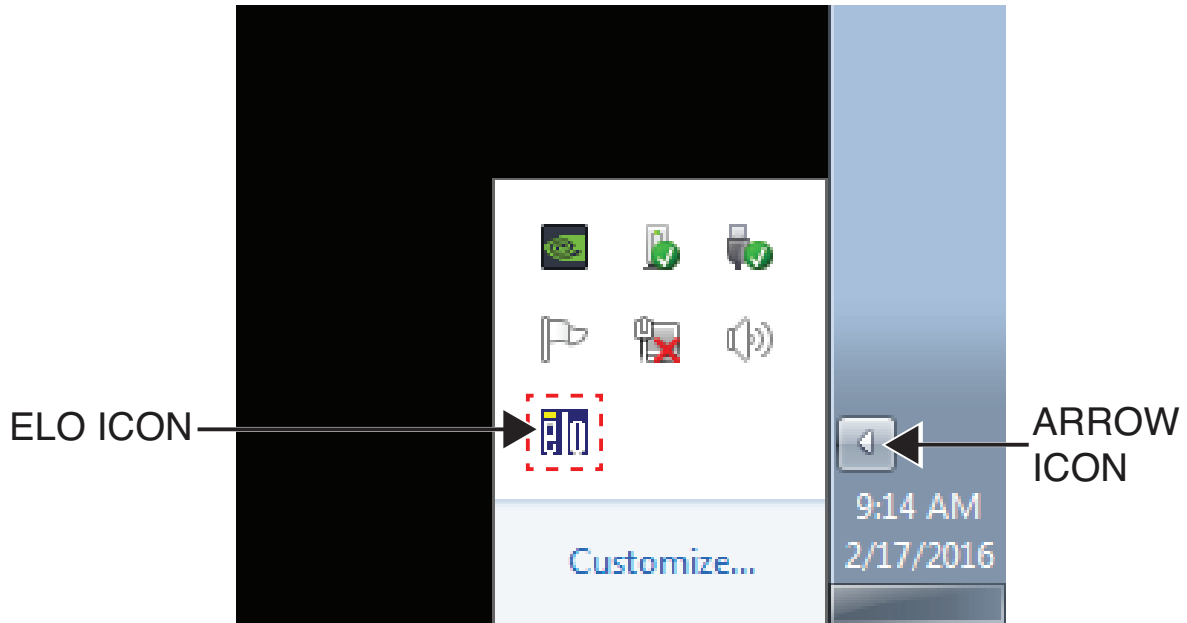 ELO ICON
elo
ARROW
ICON
9:14 AM
2/17/2016
Customize...